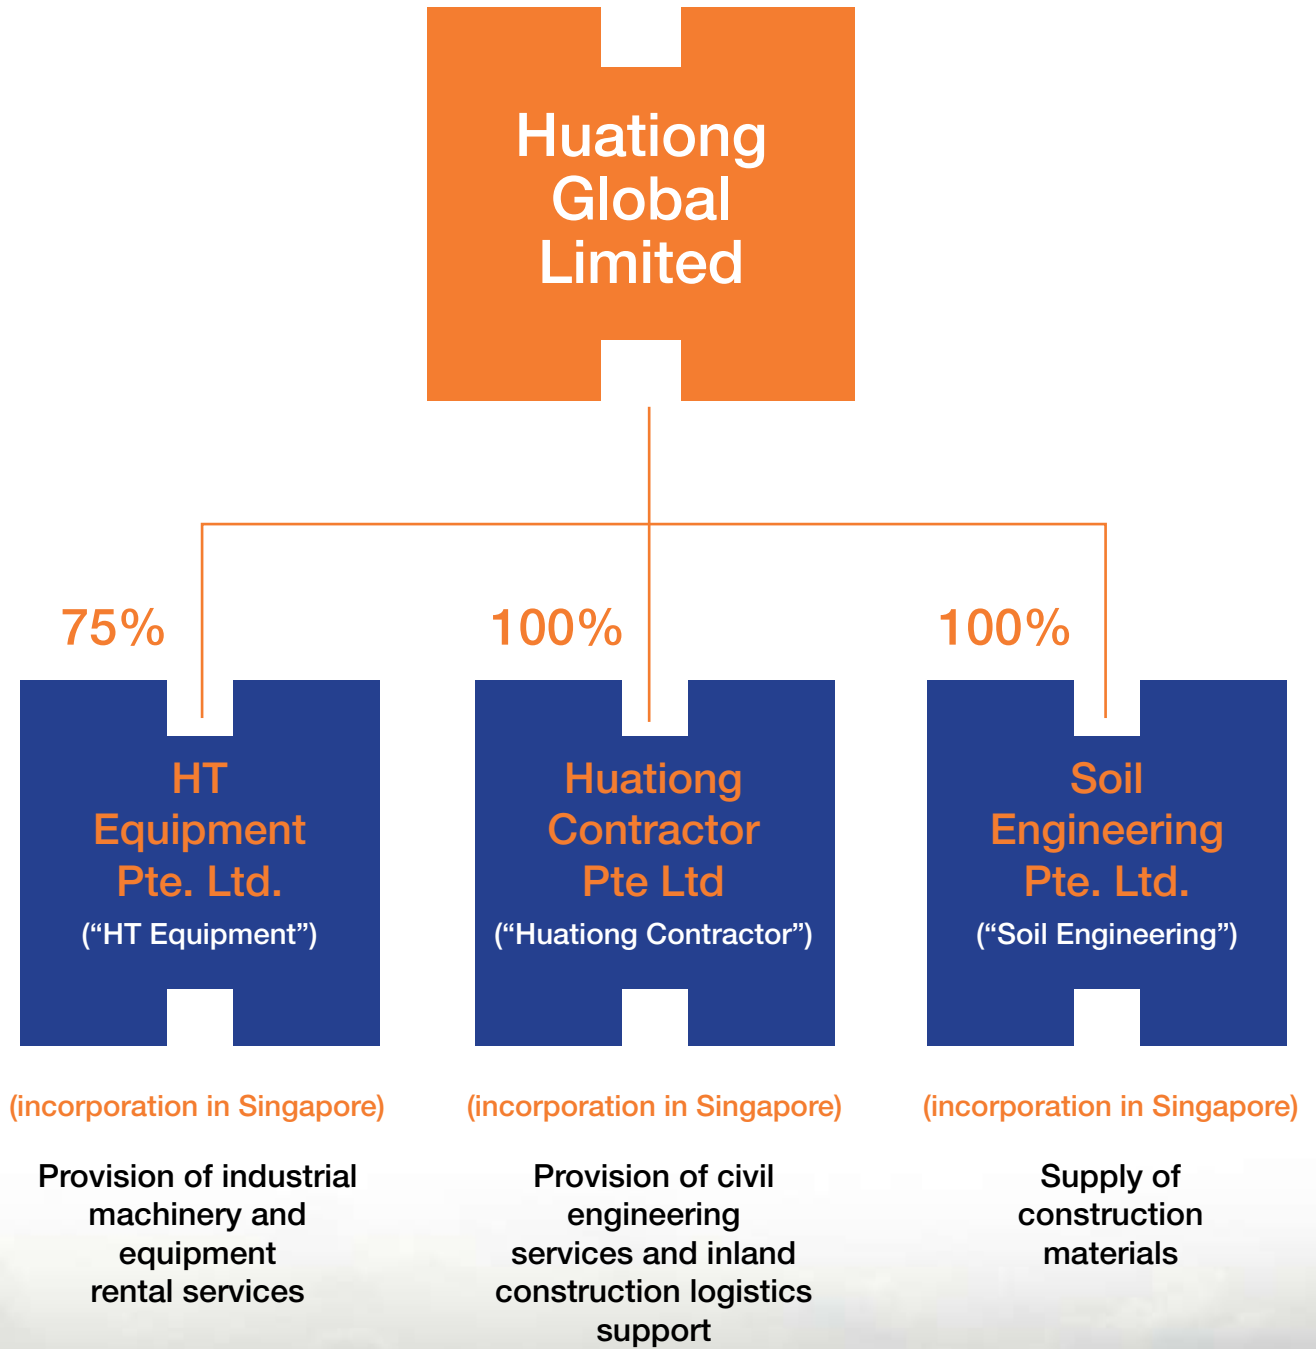 Huationg
Global
Limited
75%
100%
100%
HT
Equipment
Pte. Ltd.
(“HT Equipment”)
Huationg
Contractor
Pte Ltd
(“Huationg Contractor”)
Soil
Engineering
Pte. Ltd.
(“Soil Engineering”)
(incorporation in Singapore)
(incorporation in Singapore)
(incorporation in Singapore)
Provision of industrial
machinery and
equipment
rental services
Provision of civil
engineering
services and inland
construction logistics
support
Supply of
construction
materials